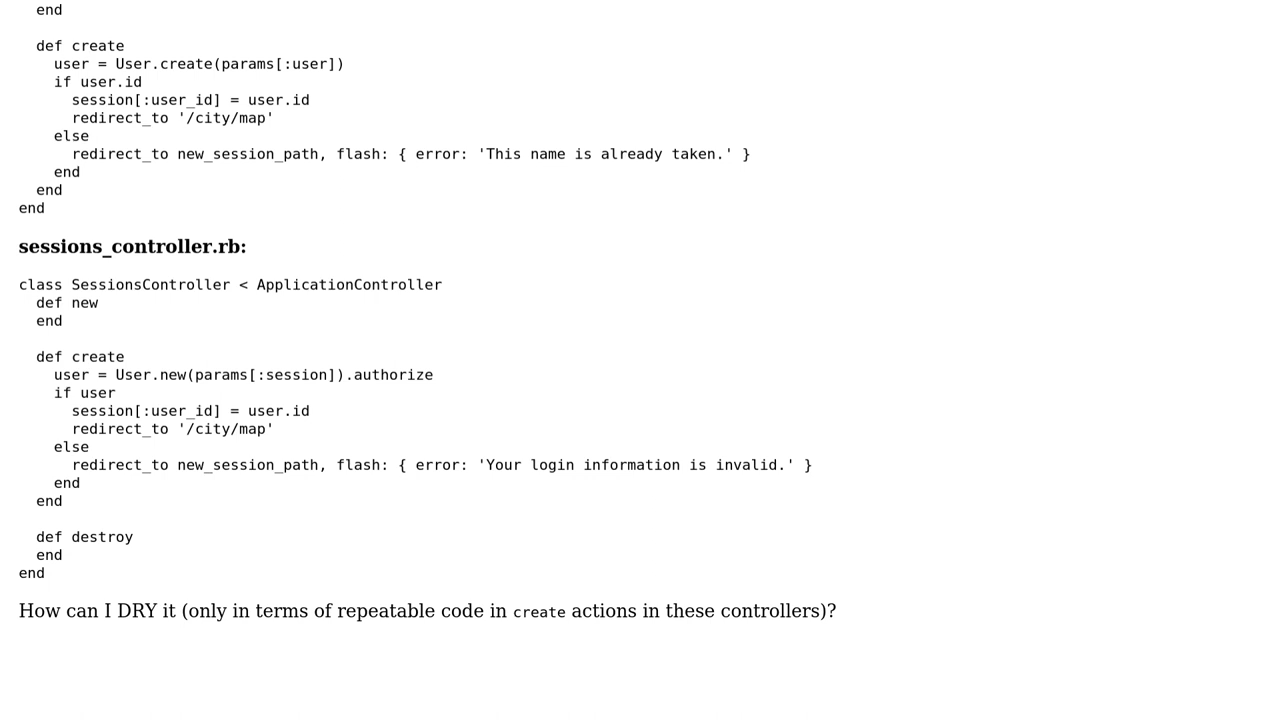 end

  def create
    user = User.create(params[:user])
    if user.id
      session[:user_id] = user.id
      redirect_to '/city/map'
    else
      redirect_to new_session_path, flash: { error: 'This name is already taken.' }
    end
  end
end
sessions_controller.rb:
class SessionsController < ApplicationController
  def new
  end

  def create
    user = User.new(params[:session]).authorize
    if user
      session[:user_id] = user.id
      redirect_to '/city/map'
    else
      redirect_to new_session_path, flash: { error: 'Your login information is invalid.' }
    end
  end

  def destroy
  end
end
How can I DRY it (only in terms of repeatable code in create actions in these controllers)?